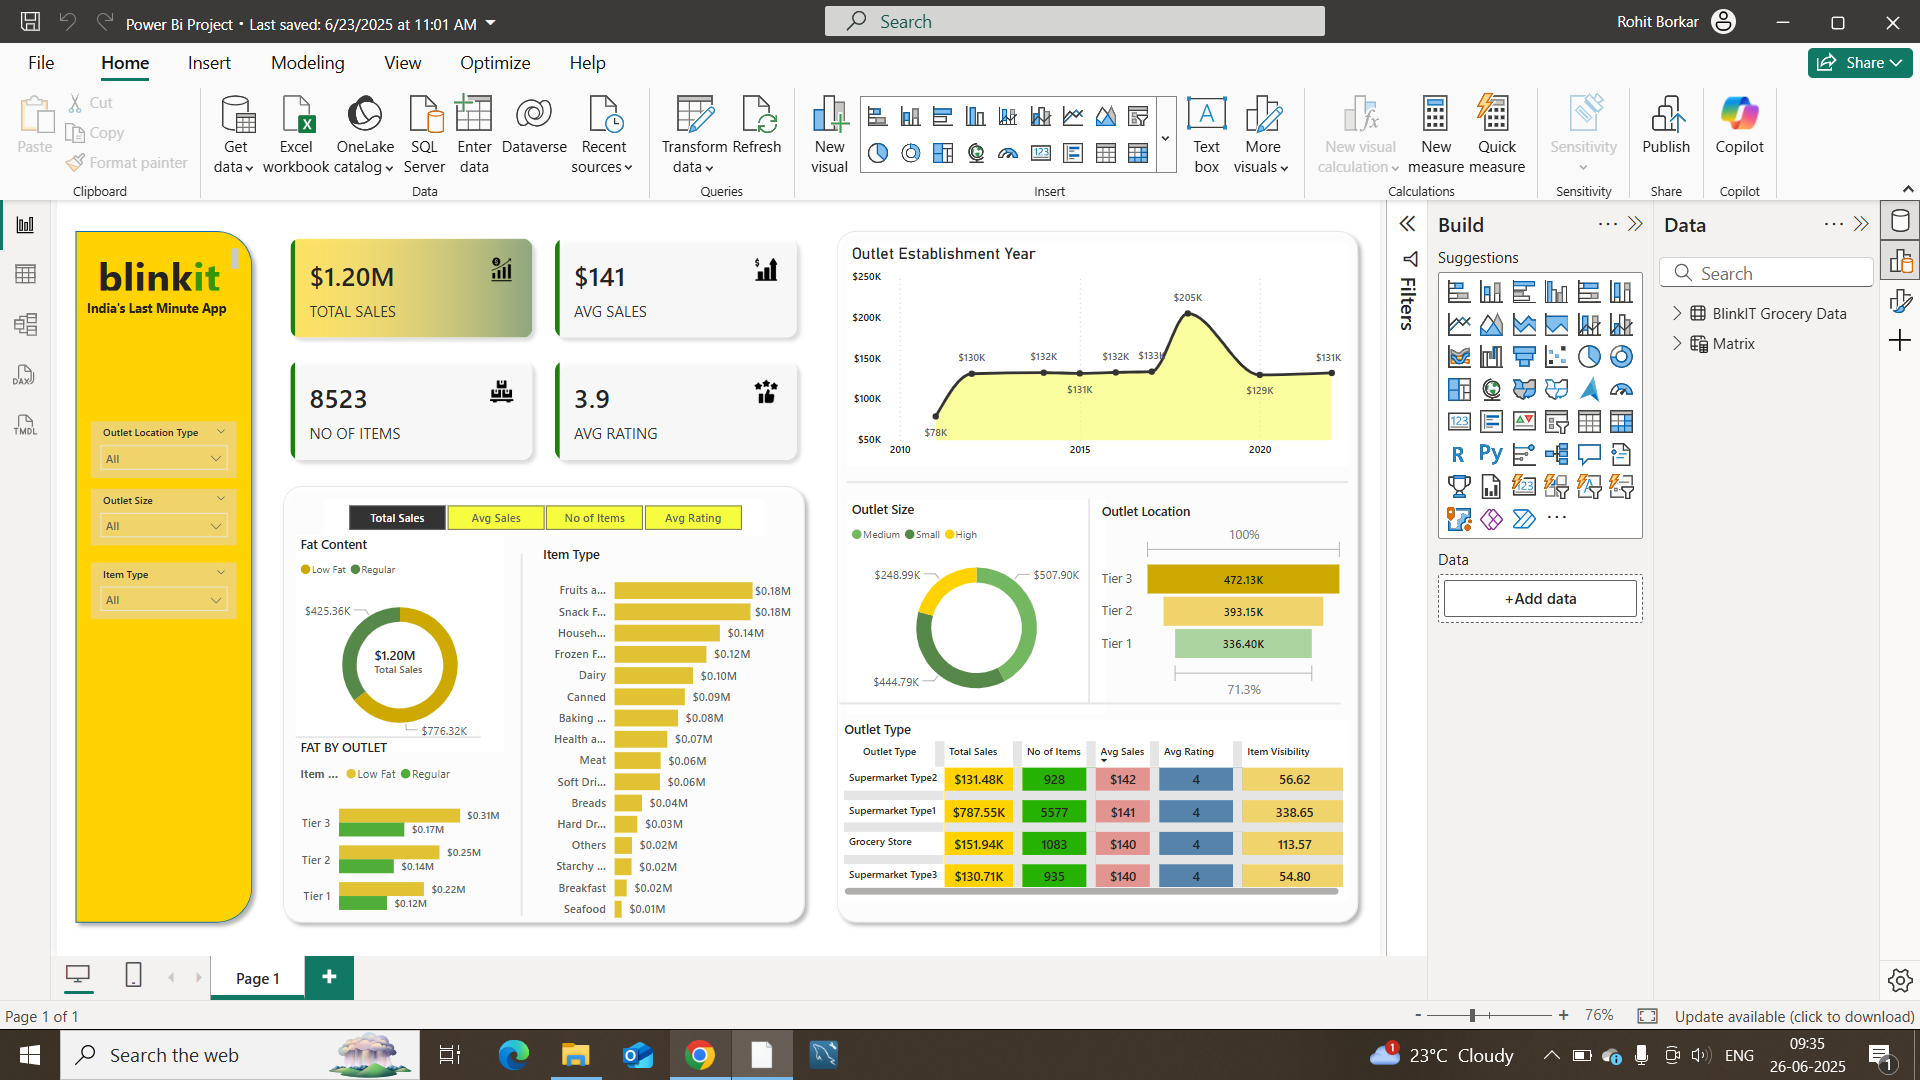 Power Bi Project • Last saved: 6/23/2025 at 11:01 AM
Search
Rohit Borkar
File Home Insert Modeling View Optimize Help
Share
Paste
Cut
Copy
Format painter
Clipboard
Get data
Excel workbook
OneLake catalog
SQL Server
Enter data
Dataverse
Recent sources
Data
Transform data
Refresh
Queries
New visual
Text box
More visuals
Insert
New visual calculation
New measure
Quick measure
Calculations
Sensitivity
Sensitivity
Publish
Share
Copilot
Copilot
DAX
TMDL
blinkit
India's Last Minute App
Outlet Location Type
All
Outlet Size
All
Item Type
All
$1.20M
TOTAL SALES
$141
AVG SALES
8523
NO OF ITEMS
3.9
AVG RATING
Total Sales Avg Sales No of Items Avg Rating
Fat Content
Low Fat Regular
$425.36K
$1.20M
Total Sales
$776.32K
FAT BY OUTLET
Item ... Low Fat Regular
Tier 3 $0.31M
$0.17M
Tier 2 $0.25M
$0.14M
Tier 1 $0.22M
$0.12M
Item Type
Fruits a... $0.18M
Snack F... $0.18M
Househ... $0.14M
Frozen F... $0.12M
Dairy $0.10M
Canned $0.09M
Baking ... $0.08M
Health a... $0.07M
Meat $0.06M
Soft Dri... $0.06M
Breads $0.04M
Hard Dr... $0.03M
Others $0.02M
Starchy ... $0.02M
Breakfast $0.02M
Seafood $0.01M
Outlet Establishment Year
$250K
$200K
$150K
$100K
$50K
$78K
$130K
$132K
$131K
$132K
$133K
$205K
$129K
$131K
2010 2015 2020
Outlet Size
Medium Small High
$248.99K
$507.90K
$444.79K
Outlet Location
100%
Tier 3 472.13K
Tier 2 393.15K
Tier 1 336.40K
71.3%
Outlet Type
Outlet Type Total Sales No of Items Avg Sales Avg Rating Item Visibility
Supermarket Type2 $131.48K 928 $142 4 56.62
Supermarket Type1 $787.55K 5577 $141 4 338.65
Grocery Store $151.94K 1083 $140 4 113.57
Supermarket Type3 $130.71K 935 $140 4 54.80
Filters
Build
Suggestions
123
R Py
123
...
Data
+Add data
Data
Search
BlinkIT Grocery Data
Matrix
Page 1
Page 1 of 1
- + 76%
Update available (click to download)
Search the web
1
23°C Cloudy
ENG
09:35
26-06-2025
1